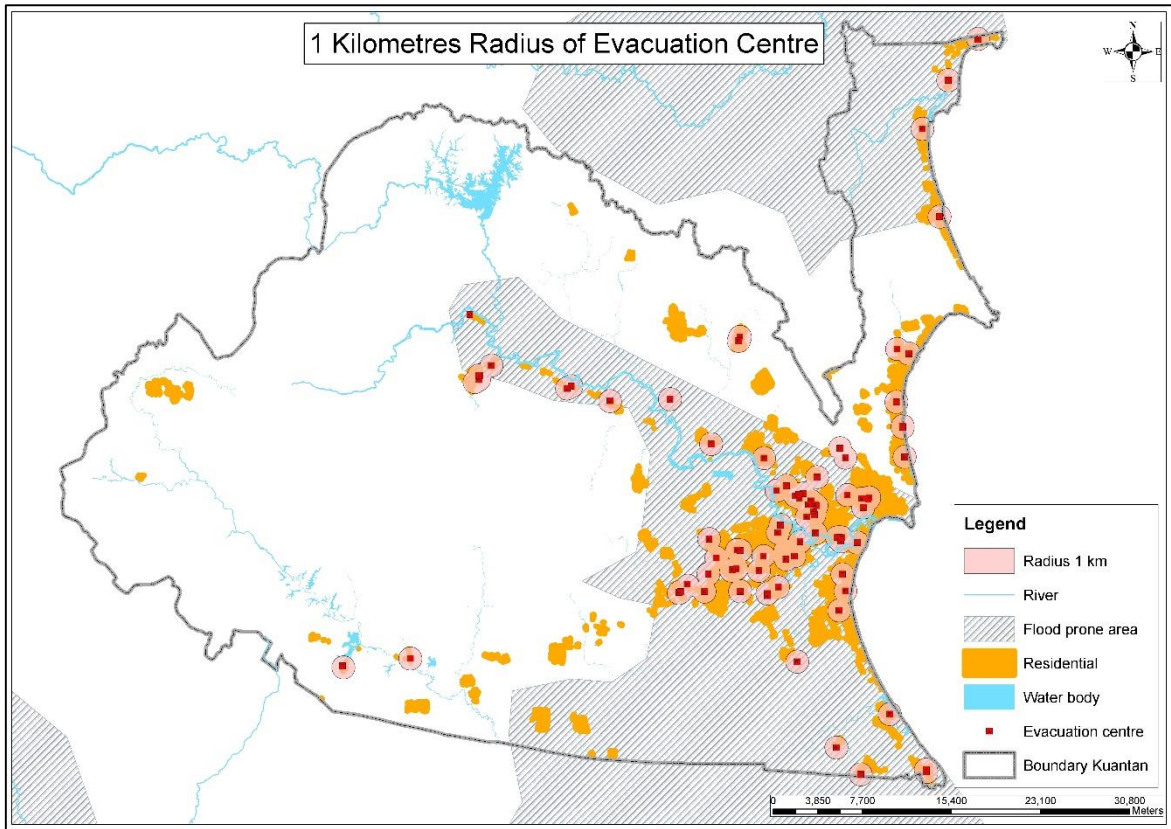 1 Kilometres Radius of Evacuation Centre
N
W E
S
Legend
Radius 1 km
River
Flood prone area
Residential
Water body
Evacuation centre
Boundary Kuantan
0 3,850 7,700 15,400 23,100 30,800
Meters